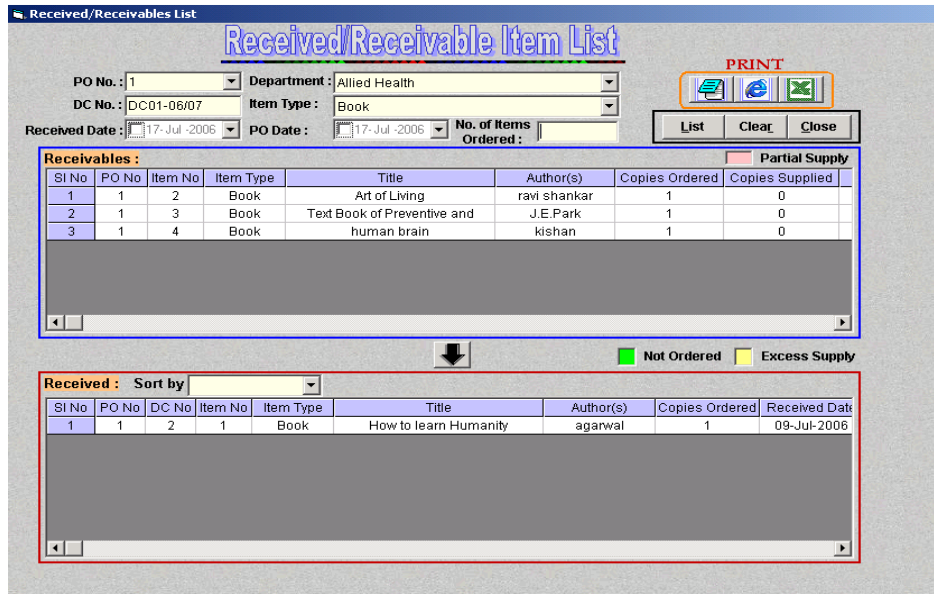 Received/Receivables List
Received/Receivable Item List
PRINT
PO No. : 1 Department : Allied Health
DC No. : DC01-06/07 Item Type : Book
Received Date : 17-Jul-2006 PO Date : 17-Jul-2006 No. of Items Ordered : List Clear Close
Receivables : Partial Supply
Sl No PO No Item No Item Type Title Author(s) Copies Ordered Copies Supplied
1 1 2 Book Art of Living ravi shankar 1 0
2 1 3 Book Text Book of Preventive and J.E.Park 1 0
3 1 4 Book human brain kishan 1 0
Not Ordered Excess Supply
Received : Sort by
Sl No PO No DC No Item No Item Type Title Author(s) Copies Ordered Received Date
1 1 2 1 Book How to learn Humanity agarwal 1 09-Jul-2006